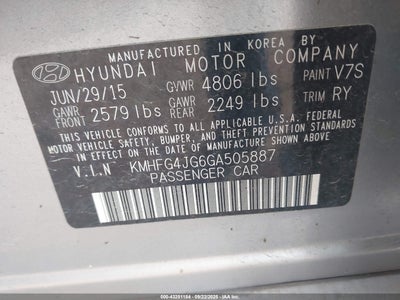 MANUFACTURED IN KOREA BY
HYUNDAI MOTOR COMPANY
JUN/29/15 GVWR 4806 lbs PAINT V7S
GAWR FRONT 2579 lbs GAWR REAR 2249 lbs TRIM RY
THIS VEHICLE CONFORMS TO ALL APPLICABLE U.S.A FEDERAL
MOTOR VEHICLE SAFETY, BUMPER, AND THEFT PREVENTION STANDARDS
IN EFFECT ON THE DATE OF MANUFACTURE SHOWN ABOVE.
V.I.N KMHFG4JG6GA505887
PASSENGER CAR